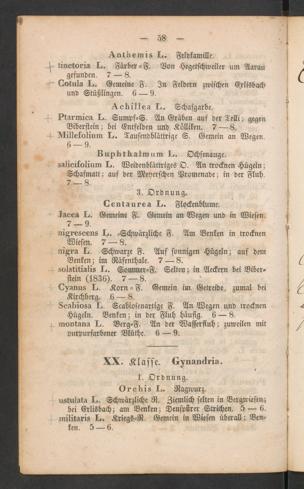 — 58 —
Anthemis L. Feldkamille.
tinctoria L. Färber-F. Von Hegetschweiler um Aarau
gefunden. 7—8.
Cotula L. Gemeine F. In Feldern zwischen Erlisbach
und Stüßlingen. 6—9.
Achillea L. Schafgarbe.
Ptarmica L. Sumpf-S. An Gräben auf der Telli; gegen
Biberstein; bei Entfelden und Kölliken. 7—8.
Millefolium L. Tausendblättrige S. Gemein an Wegen.
6—9.
Buphthalmum L. Ochsenauge.
salicifolium L. Weidenblättriges O. An trocknen Hügeln;
Schafmatt; auf der Meyerschen Promenade; in der Fluh.
7—8.
3. Ordnung.
Centaurea L. Flockenblume.
Jacea L. Gemeine F. Gemein an Wegen und in Wiesen.
7—9.
nigrescens L. Schwärzliche F. Am Benken in trocknen
Wiesen. 7—8.
nigra L. Schwarze F. Auf sonnigen Hügeln; auf dem
Benken; im Räfenthale. 7—8.
solstitialis L. Sommer-F. Selten; in Aeckern bei Biber-
stein (1836). 7—8.
Cyanus L. Korn-F. Gemein im Getreide, zumal bei
Kirchberg. 6—8.
Scabiosa L. Scabiosenartige F. An Wegen und trocknen
Hügeln. Benken; in der Fluh häufig. 6—8.
montana L. Berg-F. An der Wasserfluh; zuweilen mit
purpurfarbener Blüthe. 6—9.
XX. Klasse. Gynandria.
1. Ordnung.
Orchis L. Ragwurz.
ustulata L. Schwärzliche R. Ziemlich selten in Bergwiesen;
bei Erlisbach; am Benken; Densbürer Strichen. 5—6.
militaris L. Kriegs-R. Gemein in Wiesen überall; Ben-
ken. 5—6.